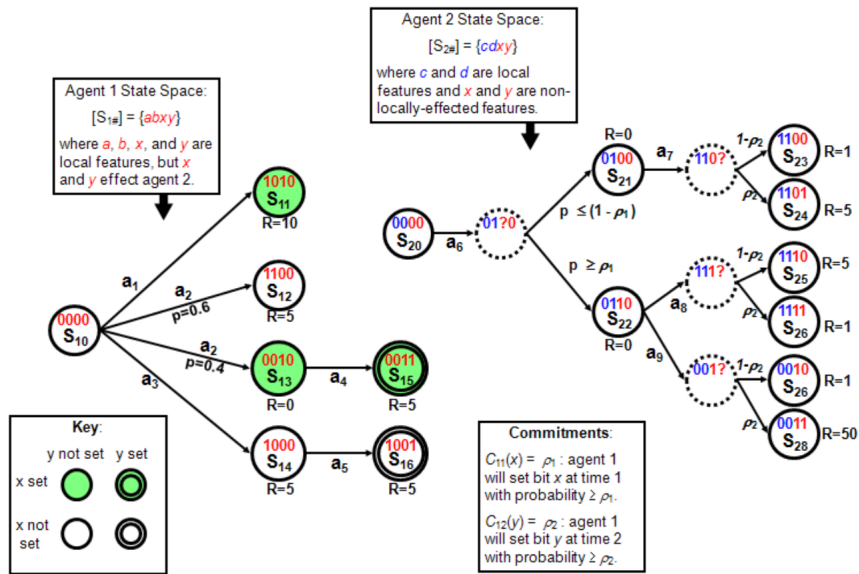 Agent 1 State Space:
[S1#] = {abxy}
where a, b, x, and y are
local features, but x
and y effect agent 2.
Agent 2 State Space:
[S2#] = {cdxy}
where c and d are local
features and x and y are non-
locally-effected features.
0000
S10
a1
a2
p=0.6
a2
p=0.4
a3
1010
S11
R=10
1100
S12
R=5
0010
S13
R=0
a4
0011
S15
R=5
1000
S14
R=5
a5
1001
S16
R=5
0000
S20
a6
01?0
p ≤ (1 - ρ1)
p ≥ ρ1
R=0
0100
S21
a7
110?
1-ρ2
ρ2
1100
S23
R=1
1101
S24
R=5
0110
S22
R=0
a8
111?
1-ρ2
ρ2
1110
S25
R=5
1111
S26
R=1
a9
001?
1-ρ2
ρ2
0010
S26
R=1
0011
S28
R=50
Key:
y not set
y set
x set
x not
set
Commitments:
C11(x) = ρ1 : agent 1
will set bit x at time 1
with probability ≥ ρ1.
C12(y) = ρ2 : agent 1
will set bit y at time 2
with probability ≥ ρ2.